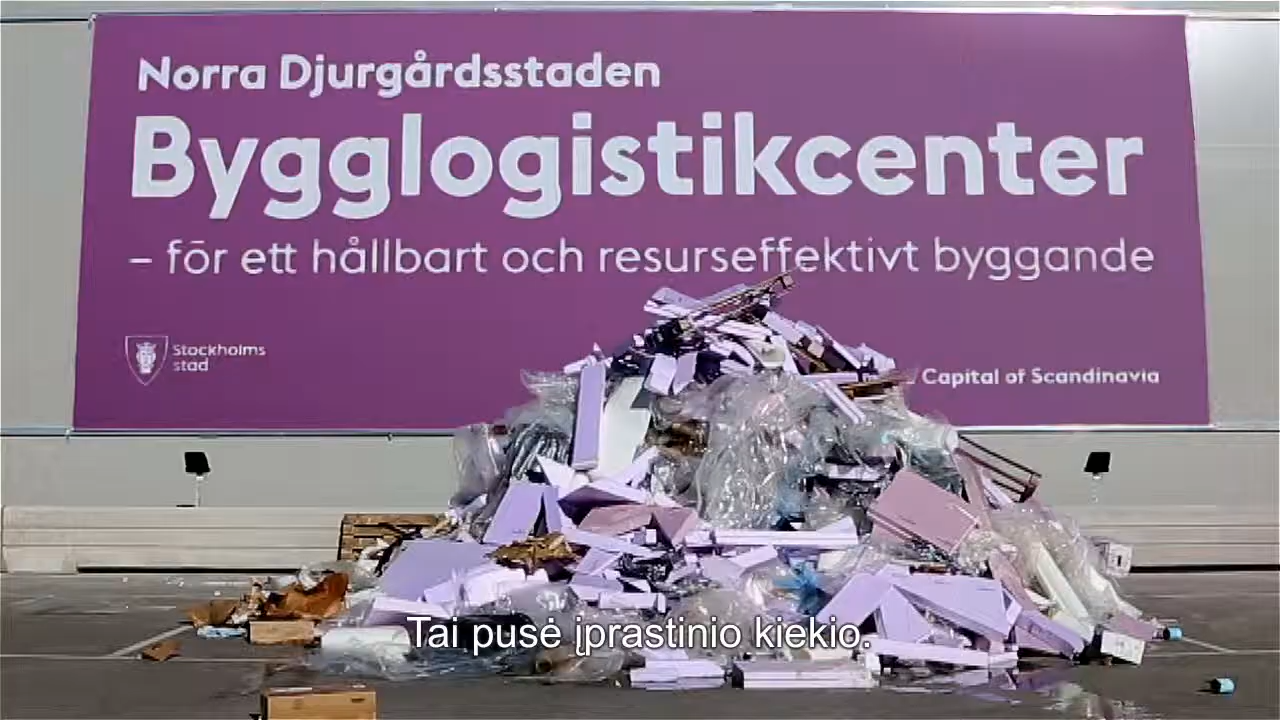 Norra Djurgårdsstaden
Bygglogistikcenter
– för ett hållbart och resurseffektivt byggande
Stockholms
stad
Capital of Scandinavia
Tai pusė įprastinio kiekio.